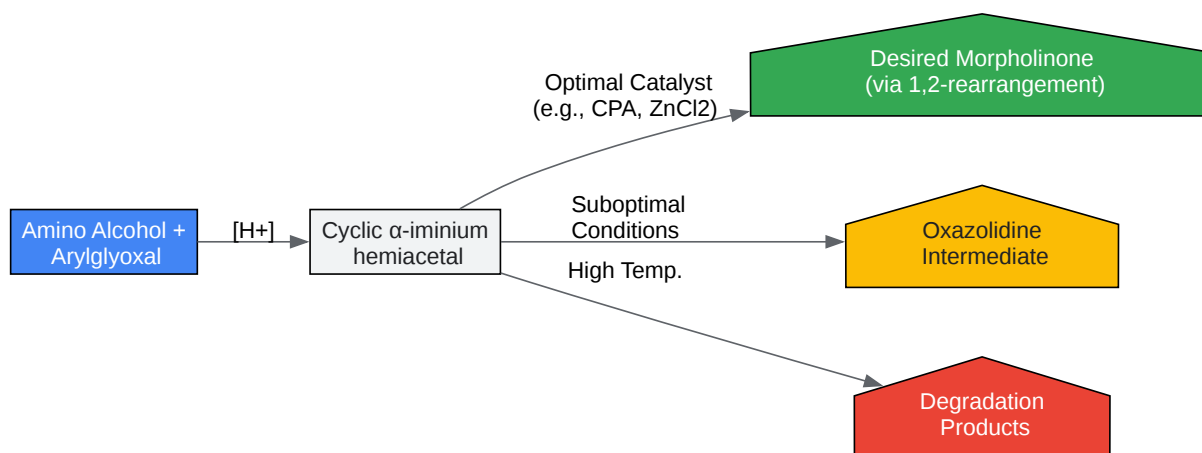 Desired Morpholinone
(via 1,2-rearrangement)
Optimal Catalyst
(e.g., CPA, ZnCl2)
Amino Alcohol +
Arylglyoxal
[H+]
Cyclic α-iminium
hemiacetal
Suboptimal
Conditions
Oxazolidine
Intermediate
High Temp.
Degradation
Products